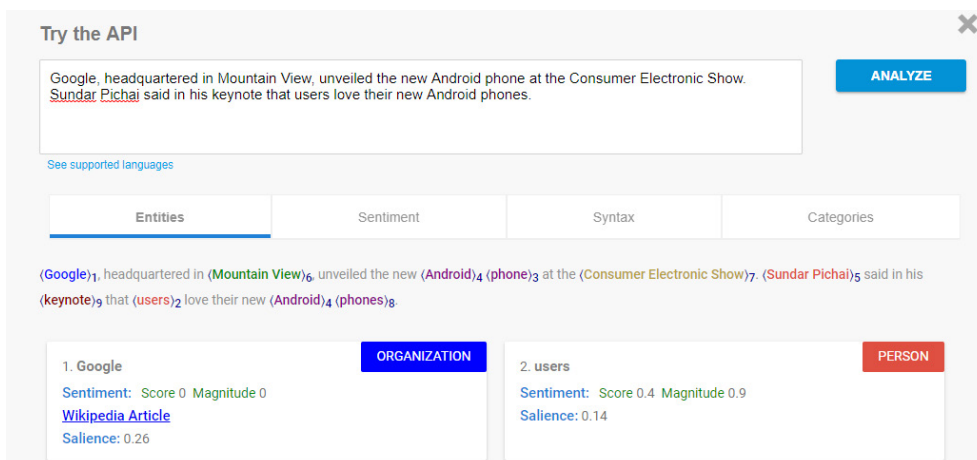 Try the API
Google, headquartered in Mountain View, unveiled the new Android phone at the Consumer Electronic Show.
Sundar Pichai said in his keynote that users love their new Android phones.
ANALYZE
See supported languages
Entities Sentiment Syntax Categories
⟨Google⟩1, headquartered in ⟨Mountain View⟩6, unveiled the new ⟨Android⟩4 ⟨phone⟩3 at the ⟨Consumer Electronic Show⟩7. ⟨Sundar Pichai⟩5 said in his
⟨keynote⟩9 that ⟨users⟩2 love their new ⟨Android⟩4 ⟨phones⟩8.
1. Google ORGANIZATION
Sentiment: Score 0 Magnitude 0
Wikipedia Article
Salience: 0.26
2. users PERSON
Sentiment: Score 0.4 Magnitude 0.9
Salience: 0.14